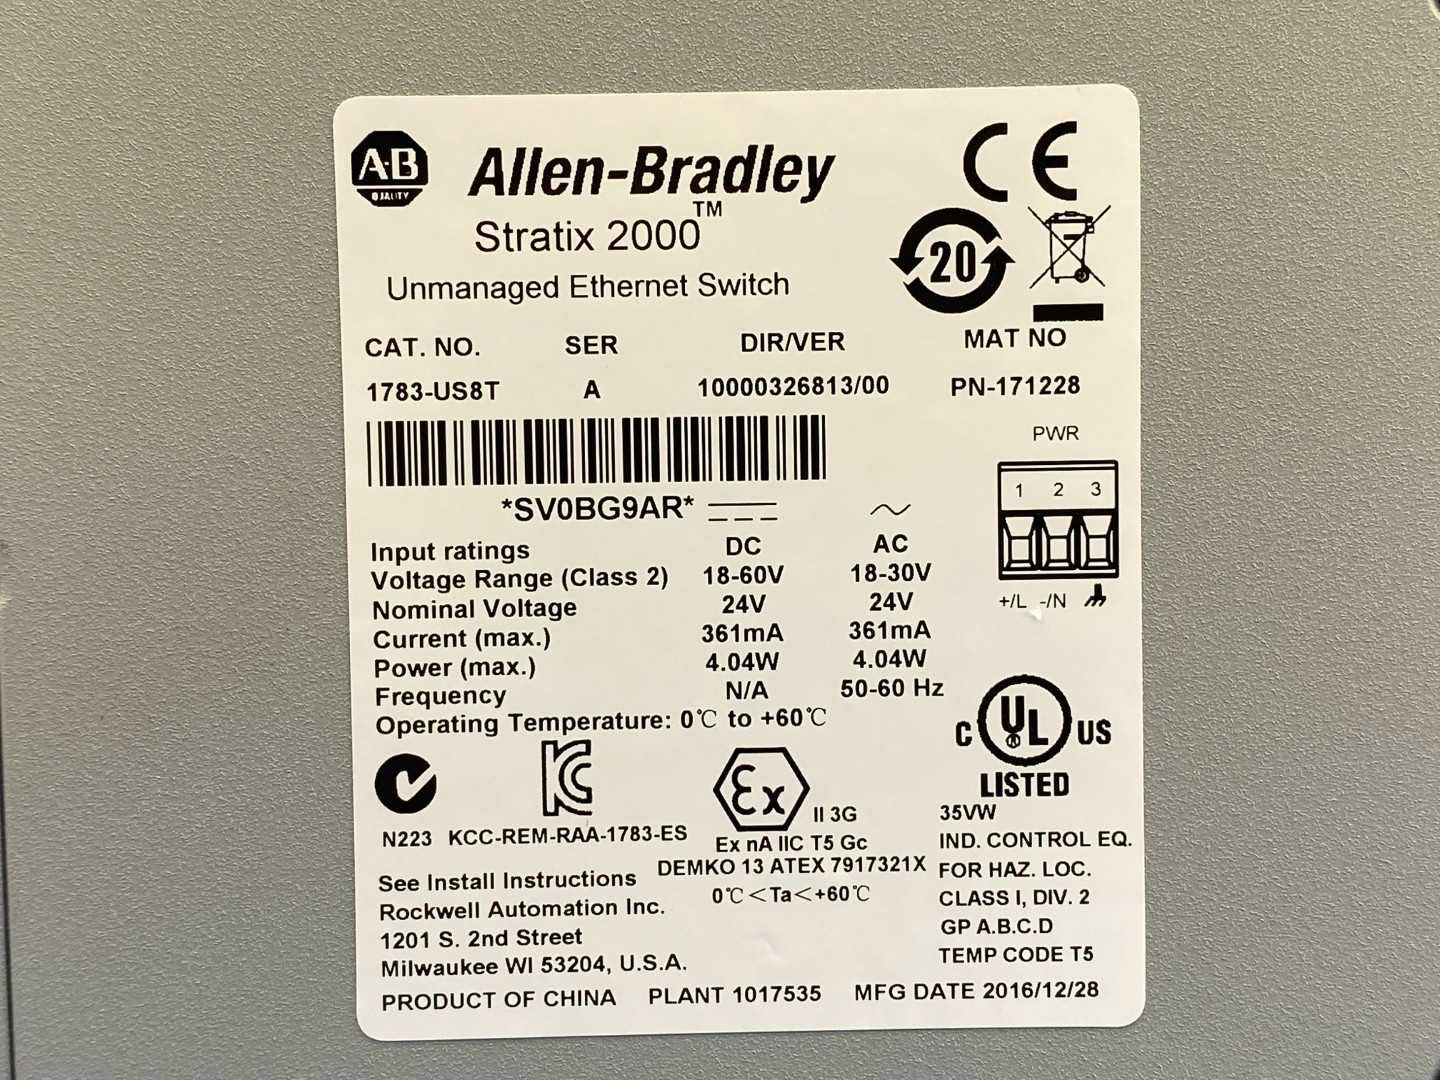 A-B
QUALITY
Allen-Bradley
CE
Stratix 2000™
20
Unmanaged Ethernet Switch
CAT. NO. SER DIR/VER MAT NO
1783-US8T A 10000326813/00 PN-171228
PWR
1 2 3
*SV0BG9AR*
Input ratings DC AC
Voltage Range (Class 2) 18-60V 18-30V
Nominal Voltage 24V 24V
+/L -/N
Current (max.) 361mA 361mA
Power (max.) 4.04W 4.04W
Frequency N/A 50-60 Hz
Operating Temperature: 0℃ to +60℃
C UL US
LISTED
KC
Ex II 3G
N223 KCC-REM-RAA-1783-ES
Ex nA IIC T5 Gc
DEMKO 13 ATEX 7917321X
0℃<Ta<+60℃
35VW
IND. CONTROL EQ.
FOR HAZ. LOC.
CLASS I, DIV. 2
GP A.B.C.D
TEMP CODE T5
See Install Instructions
Rockwell Automation Inc.
1201 S. 2nd Street
Milwaukee WI 53204, U.S.A.
PRODUCT OF CHINA PLANT 1017535 MFG DATE 2016/12/28